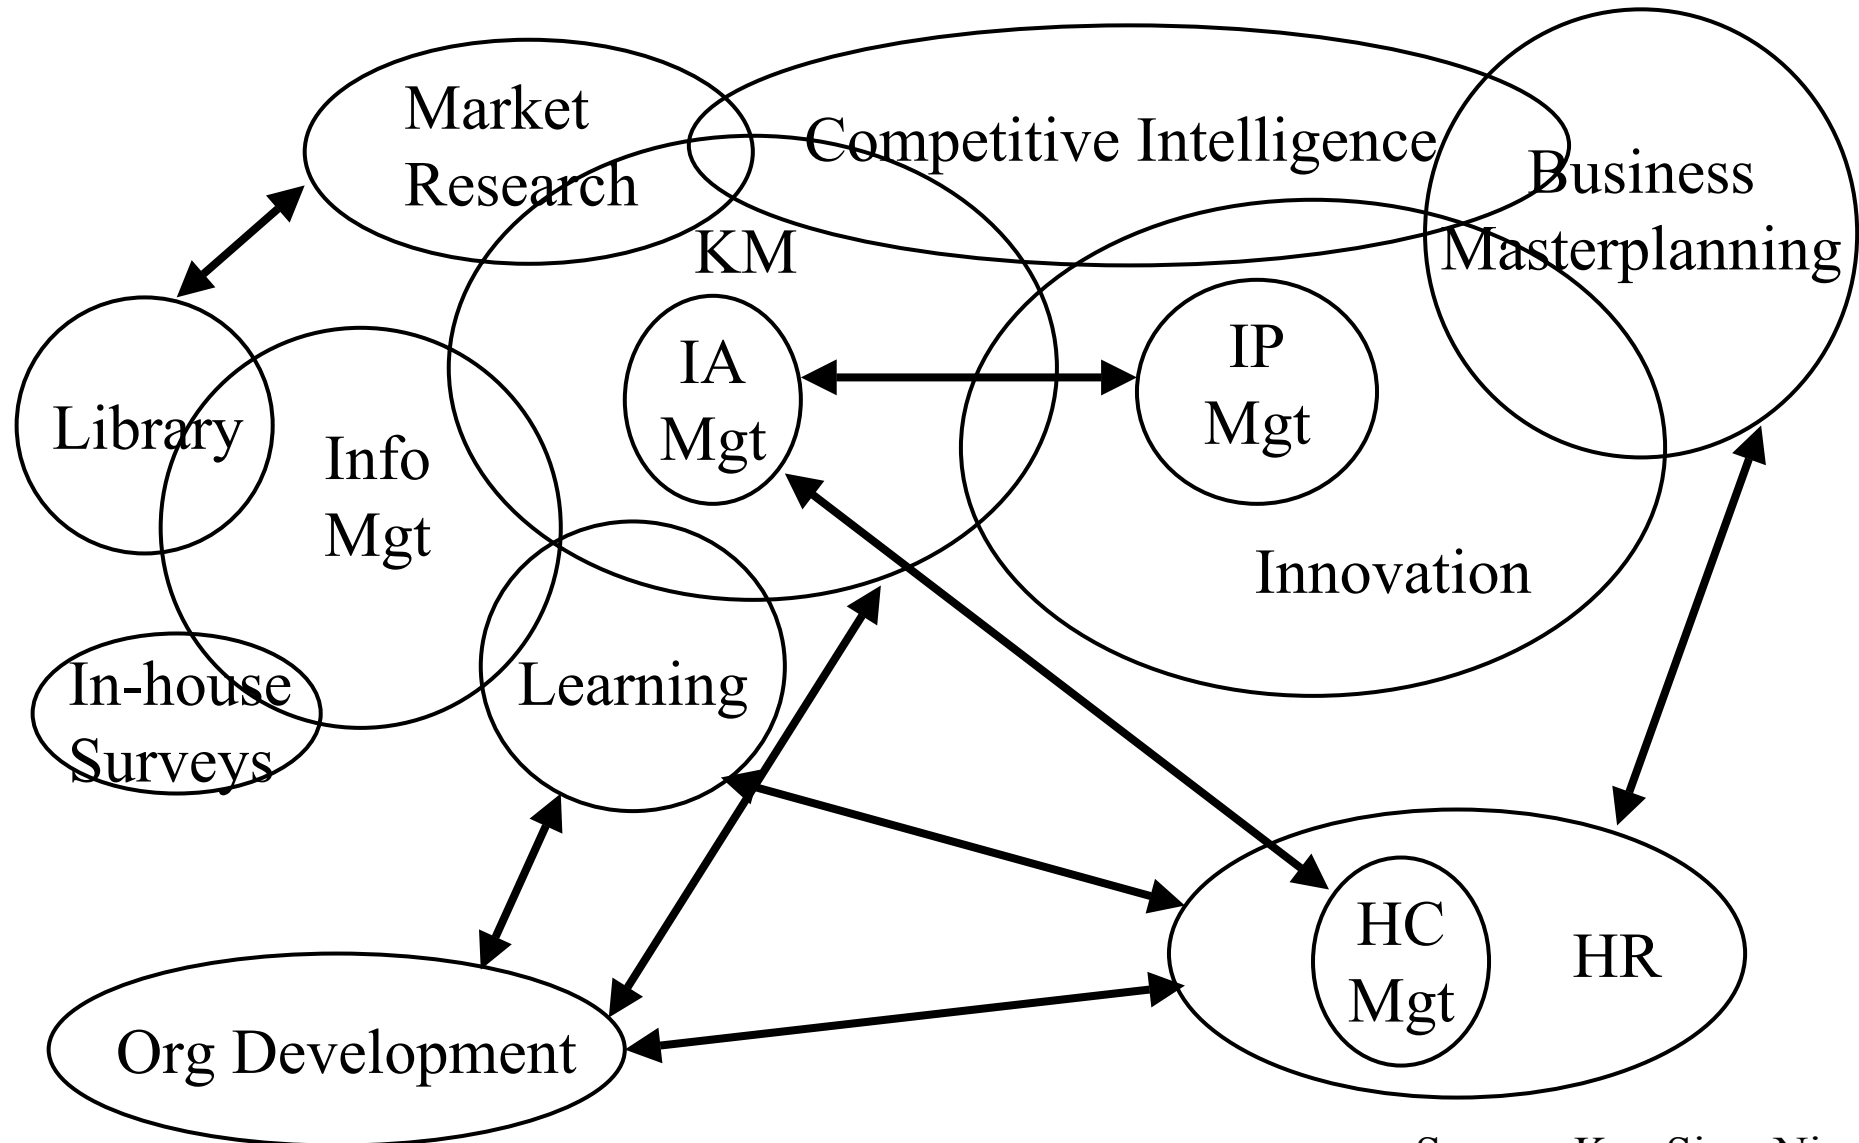 Market
Research
Competitive Intelligence
Business
Masterplanning
KM
IA
Mgt
IP
Mgt
Library
Info
Mgt
Innovation
In-house
Surveys
Learning
HC
Mgt
HR
Org Development